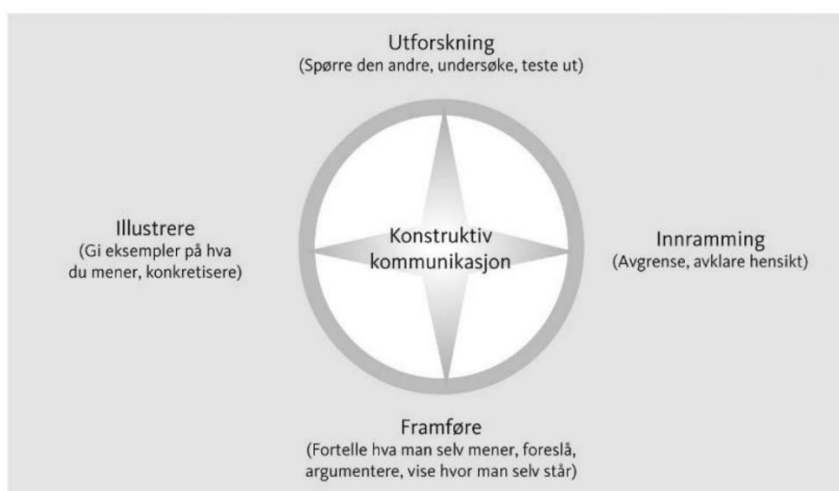 Utforskning
(Spørre den andre, undersøke, teste ut)
Illustrere
(Gi eksempler på hva
du mener, konkretisere)
Konstruktiv
kommunikasjon
Innramming
(Avgrense, avklare hensikt)
Framføre
(Fortelle hva man selv mener, foreslå,
argumentere, vise hvor man selv står)